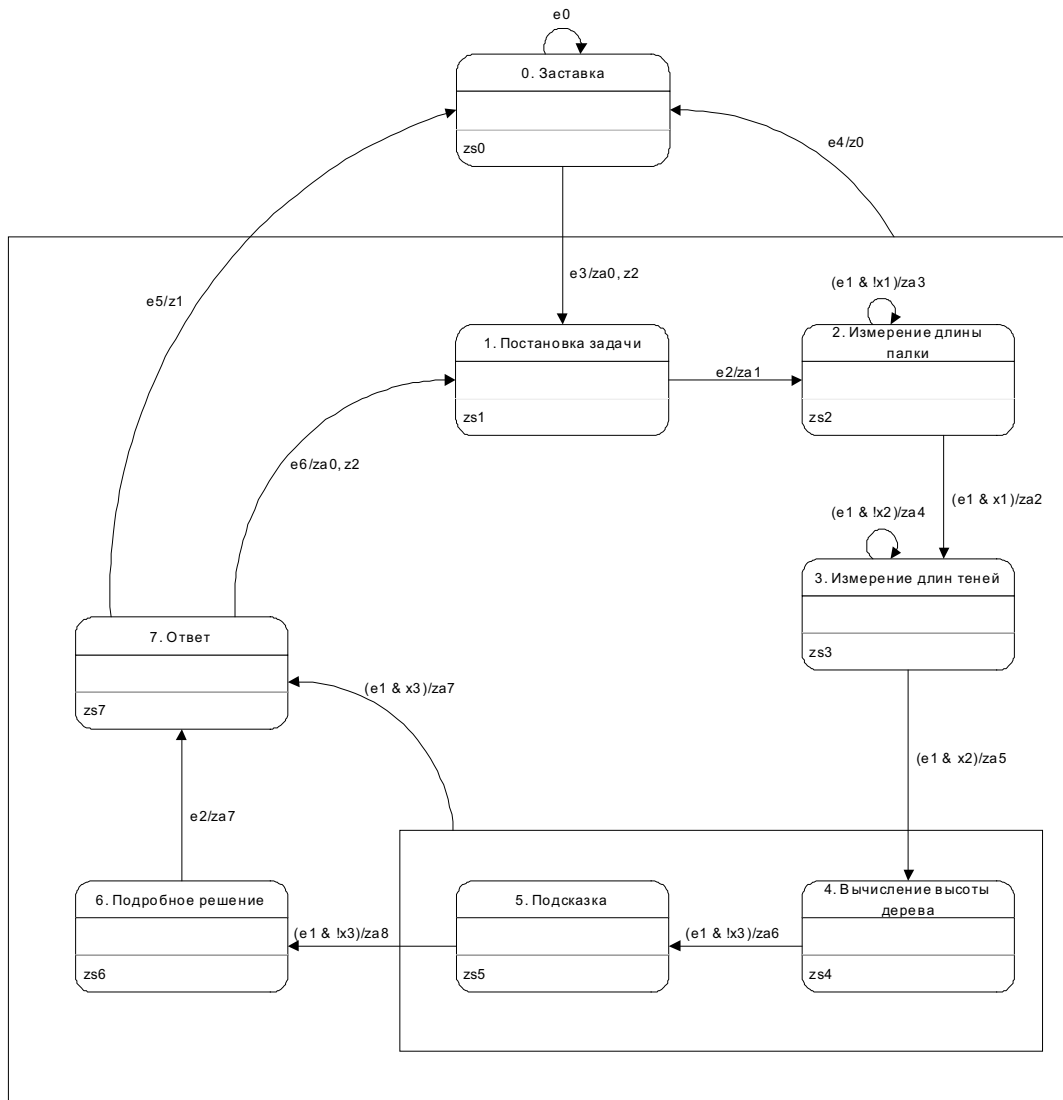 e0
0. Заставка
zs0
e4/z0
e5/z1
e3/za0, z2
(e1 & !x1)/za3
1. Постановка задачи
zs1
e2/za1
2. Измерение длины
палки
zs2
e6/za0, z2
(e1 & x1)/za2
(e1 & !x2)/za4
3. Измерение длин теней
zs3
7. Ответ
zs7
(e1 & x3)/za7
(e1 & x2)/za5
e2/za7
6. Подробное решение
zs6
(e1 & !x3)/za8
5. Подсказка
zs5
(e1 & !x3)/za6
4. Вычисление высоты
дерева
zs4